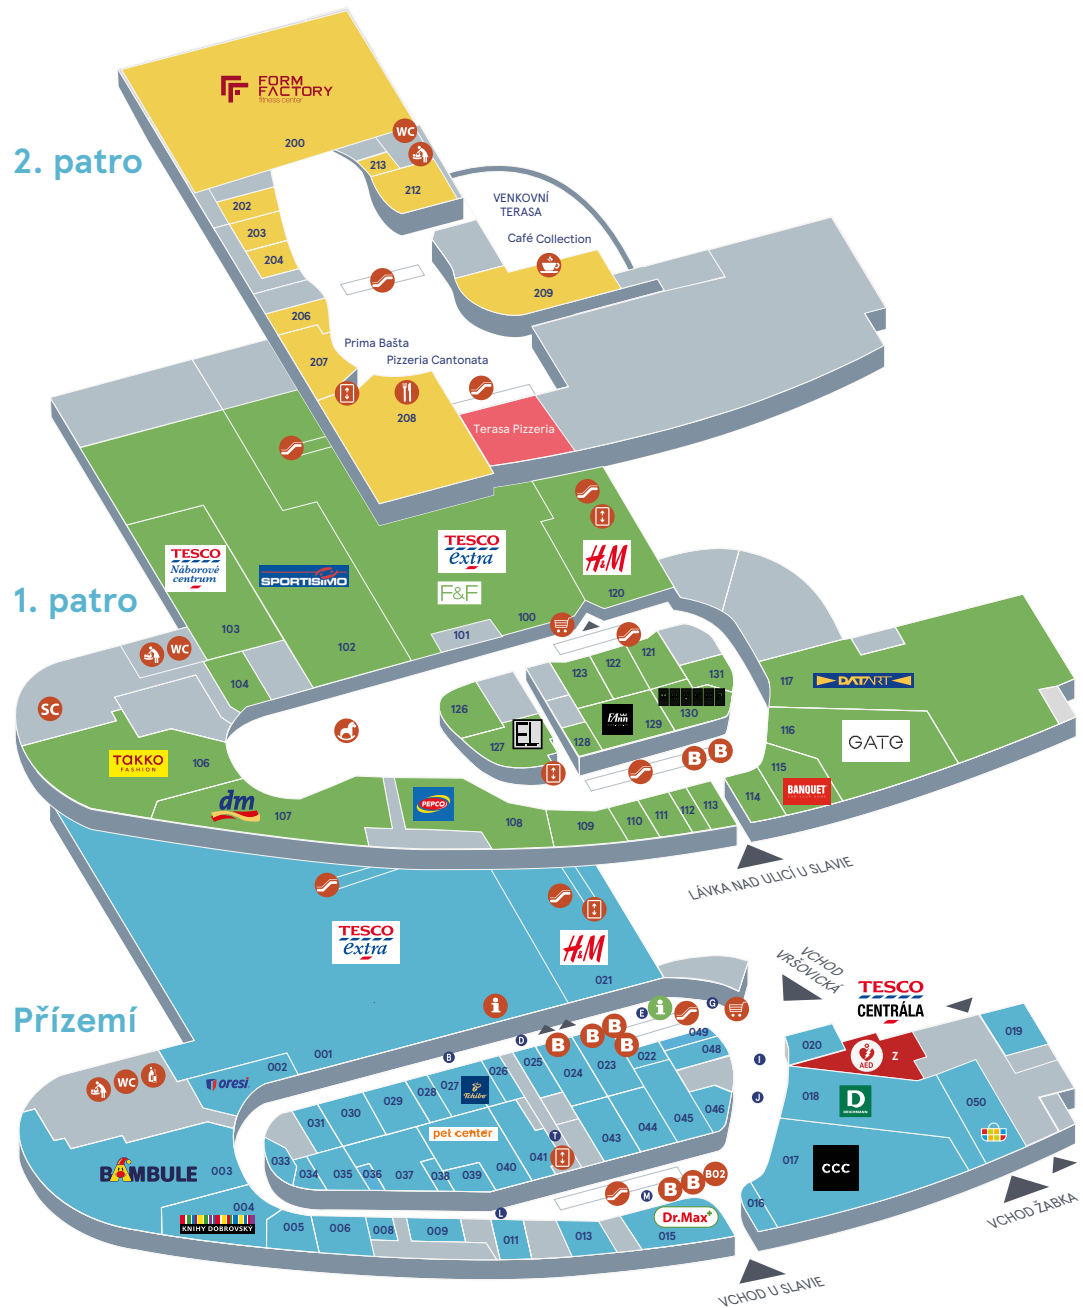 FORM
FACTORY
fitness center
200
2. patro
WC
213
212
202
203
204
VENKOVNÍ
TERASA
Café Collection
209
206
207
Prima Bašta
Pizzeria Cantonata
208
Terasa Pizzeria
TESCO
Náborové
centrum
SPORTISIMO
TESCO
extra
F&F
H&M
120
1. patro
103
102
101
100
104
WC
SC
123
122
121
131
126
127
EL
128
F/Ann
129
130
B
B
117
DATART
116
GATE
115
BANQUET
114
TAKKO
FASHION
106
dm
107
PEPCO
108
109
110
111
112
113
LÁVKA NAD ULICÍ U SLAVIE
TESCO
extra
H&M
021
Přízemí
001
002
oresi
WC
BAMBULE
003
004
KNIHY DOBROVSKÝ
005
006
008
009
011
013
015
Dr.Max+
B
D
E
G
B
B
B
B
049
048
022
023
024
025
026
027
Tchibo
028
029
030
031
033
034
035
036
037
038
039
040
041
pet center
T
043
044
045
046
L
M
B
B
B02
I
J
VCHOD
VRŠOVICKÁ
TESCO
CENTRÁLA
020
AED
Z
019
018
D
DEICHMANN
050
017
CCC
016
VCHOD ŽABKA
VCHOD U SLAVIE